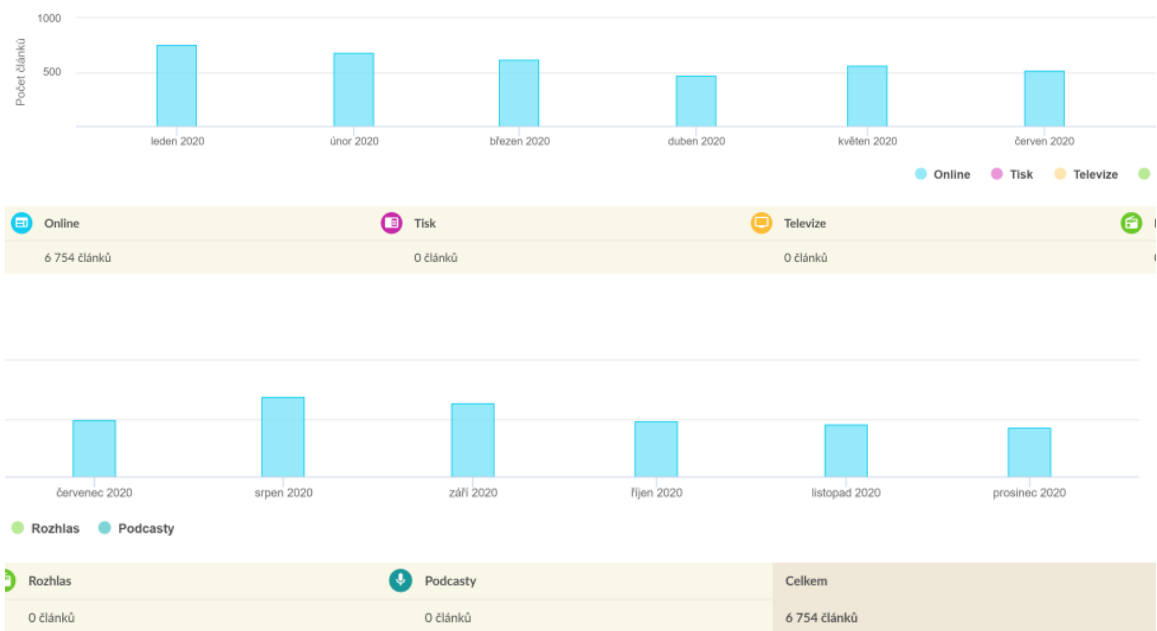 1000
500
Počet článků
leden 2020 únor 2020 březen 2020 duben 2020 květen 2020 červen 2020
Online Tisk Televize
Online Tisk Televize
6 754 článků 0 článků 0 článků
červenec 2020 srpen 2020 září 2020 říjen 2020 listopad 2020 prosinec 2020
Rozhlas Podcasty
Rozhlas Podcasty Celkem
0 článků 0 článků 6 754 článků